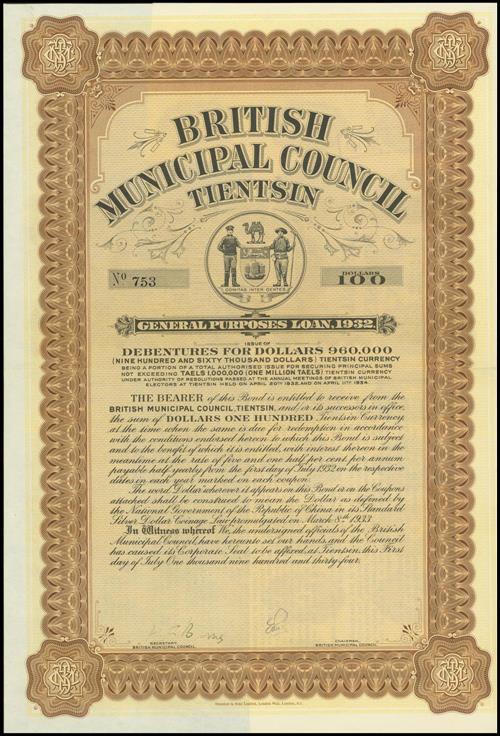 BRITISH
MUNICIPAL COUNCIL
TIENTSIN
COMITAS INTER GENTES
No 753
DOLLARS
100
GENERAL PURPOSES LOAN, 1932.
ISSUE OF
DEBENTURES FOR DOLLARS 960,000
(NINE HUNDRED AND SIXTY THOUSAND DOLLARS) TIENTSIN CURRENCY
BEING A PORTION OF A TOTAL AUTHORISED ISSUE FOR SECURING PRINCIPAL SUMS
NOT EXCEEDING TAELS 1,000,000 (ONE MILLION TAELS) TIENTSIN CURRENCY
UNDER AUTHORITY OF RESOLUTIONS PASSED AT THE ANNUAL MEETINGS OF BRITISH MUNICIPAL
ELECTORS AT TIENTSIN HELD ON APRIL 20TH 1932, AND ON APRIL 11TH 1934.
THE BEARER of this Bond is entitled to receive from the
BRITISH MUNICIPAL COUNCIL, TIENTSIN, and/or its successors in office,
the sum of DOLLARS ONE HUNDRED Tientsin Currency,
at the time when the same is due for redemption in accordance
with the conditions endorsed hereon to which this Bond is subject
and to the benefit of which it is entitled, with interest thereon in the
meantime at the rate of five and one half per cent, per annum
payable half yearly from the first day of July 1932 on the respective
dates in each year marked on each coupon.
The word Dollar wherever it appears on this Bond or on the Coupons
attached shall be construed to mean the Dollar as defined by
the National Government of the Republic of China in its Standard
Silver Dollar Coinage Law promulgated on March 8th 1933
In Witness whereof We, the undersigned officials of the British
Municipal Council, have hereunto set our hands, and the Council
has caused its Corporate Seal to be affixed, at Tientsin, this First
day of July One thousand nine hundred and thirty-four.
SECRETARY,
BRITISH MUNICIPAL COUNCIL
CHAIRMAN,
BRITISH MUNICIPAL COUNCIL
London Wall, London, E.C.